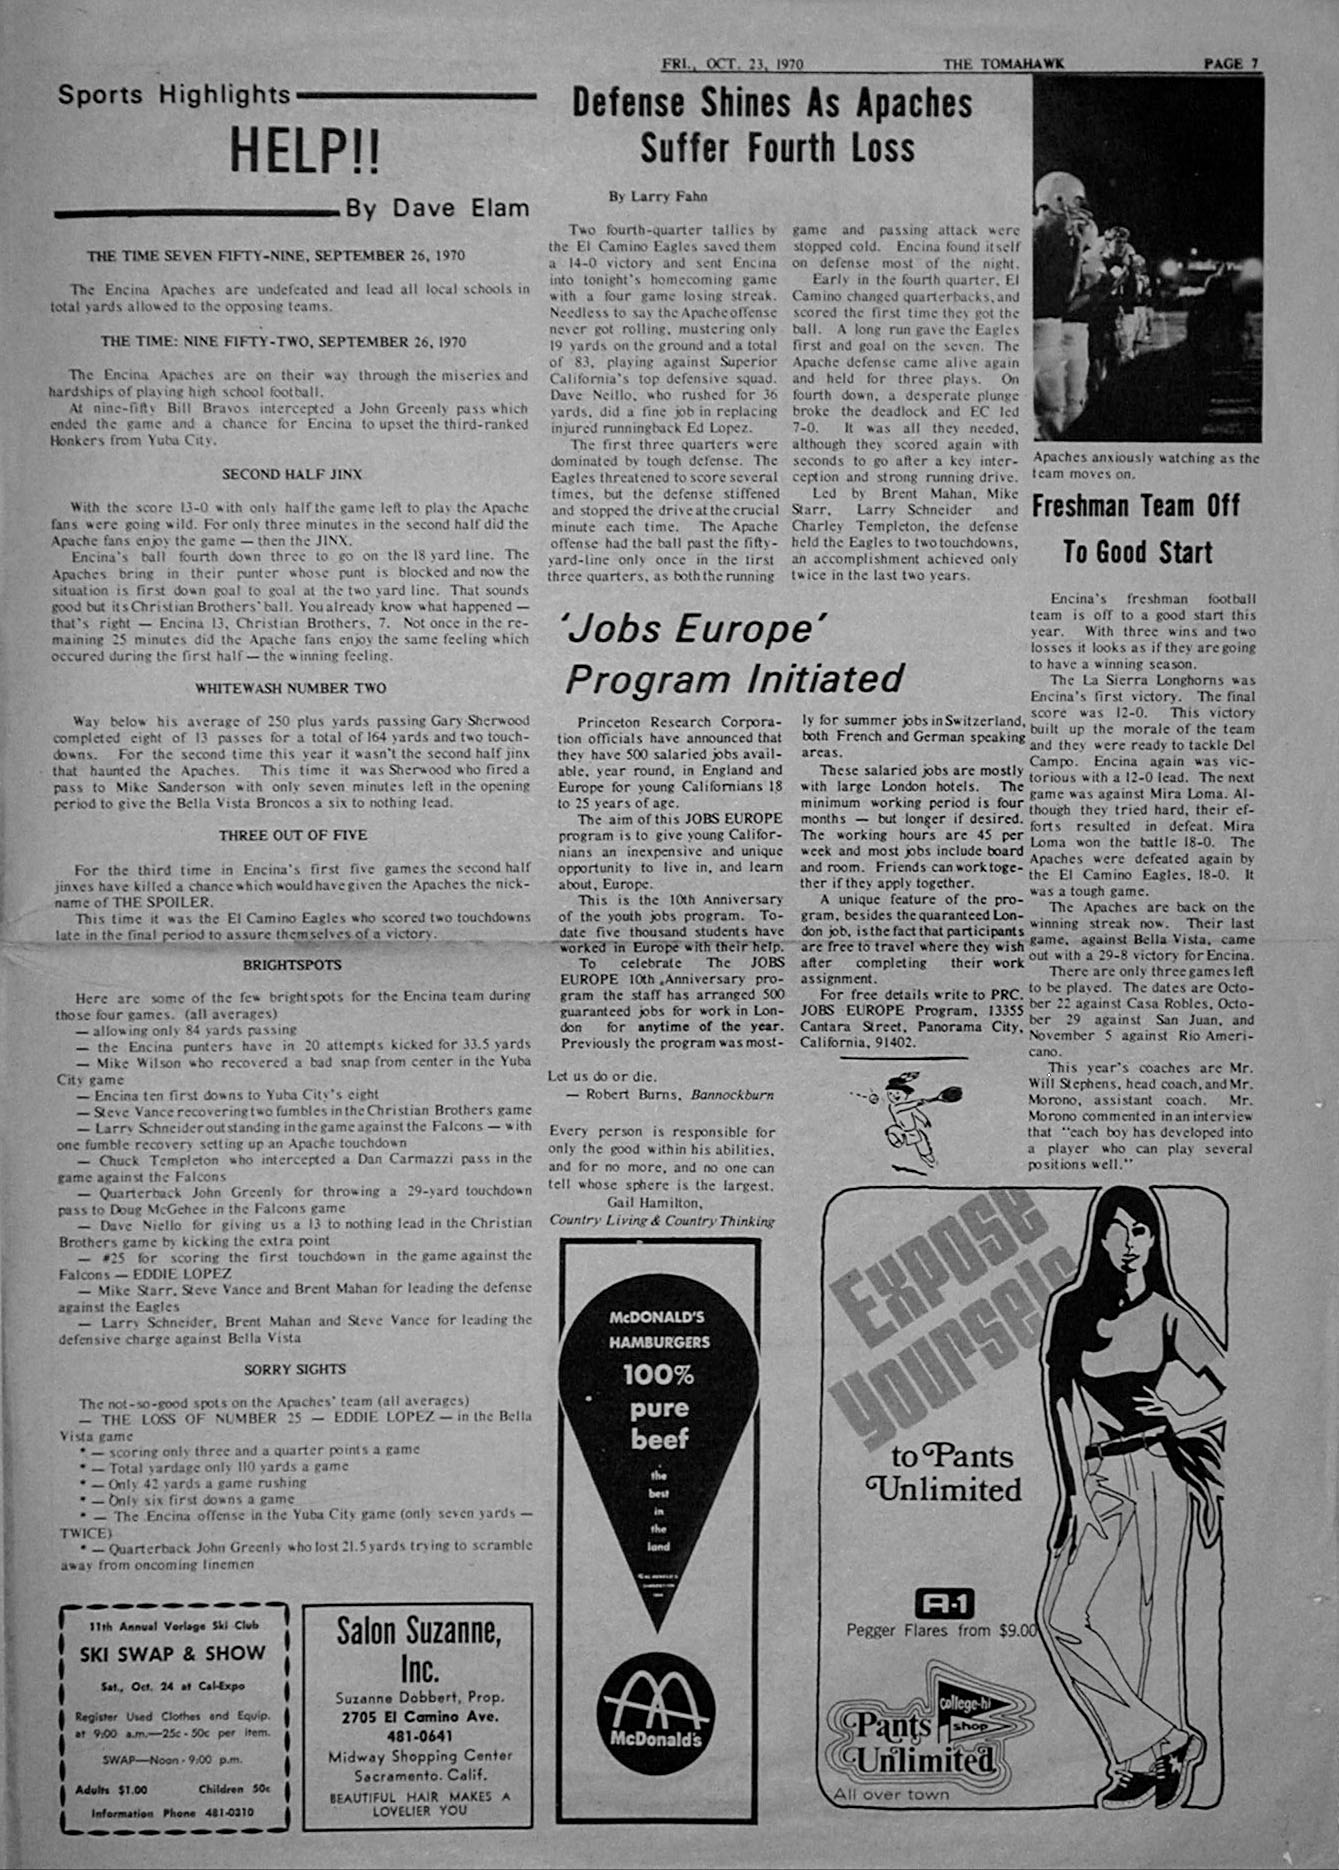 FRI., OCT. 23, 1970 THE TOMAHAWK PAGE 7
Sports Highlights
HELP!!
By Dave Elam
THE TIME SEVEN FIFTY-NINE, SEPTEMBER 26, 1970
The Encina Apaches are undefeated and lead all local schools in
total yards allowed to the opposing teams.
THE TIME: NINE FIFTY-TWO, SEPTEMBER 26, 1970
The Encina Apaches are on their way through the miseries and
hardships of playing high school football.
At nine-fifty Bill Bravos intercepted a John Greenly pass which
ended the game and a chance for Encina to upset the third-ranked
Honkers from Yuba City.
SECOND HALF JINX
With the score 13-0 with only half the game left to play the Apache
fans were going wild. For only three minutes in the second half did the
Apache fans enjoy the game — then the JINX.
Encina's ball fourth down three to go on the 18 yard line. The
Apaches bring in their punter whose punt is blocked and now the
situation is first down goal to goal at the two yard line. That sounds
good but its Christian Brothers' ball. You already know what happened —
that's right — Encina 13, Christian Brothers, 7. Not once in the re-
maining 25 minutes did the Apache fans enjoy the same feeling which
occured during the first half — the winning feeling.
WHITEWASH NUMBER TWO
Way below his average of 250 plus yards passing Gary Sherwood
completed eight of 13 passes for a total of 164 yards and two touch-
downs. For the second time this year it wasn't the second half jinx
that haunted the Apaches. This time it was Sherwood who fired a
pass to Mike Sanderson with only seven minutes left in the opening
period to give the Bella Vista Broncos a six to nothing lead.
THREE OUT OF FIVE
For the third time in Encina's first five games the second half
jinxes have killed a chance which would have given the Apaches the nick-
name of THE SPOILER.
This time it was the El Camino Eagles who scored two touchdowns
late in the final period to assure themselves of a victory.
BRIGHTSPOTS
Here are some of the few brightspots for the Encina team during
those four games. (all averages)
— allowing only 84 yards passing
— the Encina punters have in 20 attempts kicked for 33.5 yards
— Mike Wilson who recovered a bad snap from center in the Yuba
City game
— Encina ten first downs to Yuba City's eight
— Steve Vance recovering two fumbles in the Christian Brothers game
— Larry Schneider outstanding in the game against the Falcons — with
one fumble recovery setting up an Apache touchdown
— Chuck Templeton who intercepted a Dan Carmazzi pass in the
game against the Falcons
— Quarterback John Greenly for throwing a 29-yard touchdown
pass to Doug McGehee in the Falcons game
— Dave Niello for giving us a 13 to nothing lead in the Christian
Brothers game by kicking the extra point
— #25 for scoring the first touchdown in the game against the
Falcons — EDDIE LOPEZ
— Mike Starr, Steve Vance and Brent Mahan for leading the defense
against the Eagles
— Larry Schneider, Brent Mahan and Steve Vance for leading the
defensive charge against Bella Vista
SORRY SIGHTS
The not-so-good spots on the Apaches' team (all averages)
— THE LOSS OF NUMBER 25 — EDDIE LOPEZ — in the Bella
Vista game
* — scoring only three and a quarter points a game
* — Total yardage only 110 yards a game
* — Only 42 yards a game rushing
* — Only six first downs a game
* — The Encina offense in the Yuba City game (only seven yards —
TWICE)
* — Quarterback John Greenly who lost 21.5 yards trying to scramble
away from oncoming linemen
11th Annual Vorlage Ski Club
SKI SWAP & SHOW
Sat., Oct. 24 at Cal-Expo
Register Used Clothes and Equip.
at 9:00 a.m.—25c - 50c per item.
SWAP—Noon - 9:00 p.m.
Adults $1.00 Children 50c
Information Phone 481-0310
Salon Suzanne,
Inc.
Suzanne Dobbert, Prop.
2705 El Camino Ave.
481-0641
Midway Shopping Center
Sacramento, Calif.
BEAUTIFUL HAIR MAKES A
LOVELIER YOU
Defense Shines As Apaches
Suffer Fourth Loss
By Larry Fahn
Two fourth-quarter tallies by
the El Camino Eagles saved them
a 14-0 victory and sent Encina
into tonight's homecoming game
with a four game losing streak.
Needless to say the Apache offense
never got rolling, mustering only
19 yards on the ground and a total
of 83, playing against Superior
California's top defensive squad.
Dave Neillo, who rushed for 36
yards, did a fine job in replacing
injured runningback Ed Lopez.
The first three quarters were
dominated by tough defense. The
Eagles threatened to score several
times, but the defense stiffened
and stopped the drive at the crucial
minute each time. The Apache
offense had the ball past the fifty-
yard-line only once in the first
three quarters, as both the running
game and passing attack were
stopped cold. Encina found itself
on defense most of the night.
Early in the fourth quarter, El
Camino changed quarterbacks, and
scored the first time they got the
ball. A long run gave the Eagles
first and goal on the seven. The
Apache defense came alive again
and held for three plays. On
fourth down, a desperate plunge
broke the deadlock and EC led
7-0. It was all they needed,
although they scored again with
seconds to go after a key inter-
ception and strong running drive.
Led by Brent Mahan, Mike
Starr, Larry Schneider and
Charley Templeton, the defense
held the Eagles to two touchdowns,
an accomplishment achieved only
twice in the last two years.
'Jobs Europe'
Program Initiated
Princeton Research Corpora-
tion officials have announced that
they have 500 salaried jobs avail-
able, year round, in England and
Europe for young Californians 18
to 25 years of age.
The aim of this JOBS EUROPE
program is to give young Califor-
nians an inexpensive and unique
opportunity to live in, and learn
about, Europe.
This is the 10th Anniversary
of the youth jobs program. To-
date five thousand students have
worked in Europe with their help.
To celebrate The JOBS
EUROPE 10th Anniversary pro-
gram the staff has arranged 500
guaranteed jobs for work in Lon-
don for anytime of the year.
Previously the program was most-
ly for summer jobs in Switzerland,
both French and German speaking
areas.
These salaried jobs are mostly
with large London hotels. The
minimum working period is four
months — but longer if desired.
The working hours are 45 per
week and most jobs include board
and room. Friends can work toge-
ther if they apply together.
A unique feature of the pro-
gram, besides the quaranteed Lon-
don job, is the fact that participants
are free to travel where they wish
after completing their work
assignment.
For free details write to PRC,
JOBS EUROPE Program, 13355
Cantara Street, Panorama City,
California, 91402.
Let us do or die.
— Robert Burns, Bannockburn
Every person is responsible for
only the good within his abilities,
and for no more, and no one can
tell whose sphere is the largest.
Gail Hamilton,
Country Living & Country Thinking
McDONALD'S
HAMBURGERS
100%
pure
beef
the
best
in
the
land
McDonald's
Apaches anxiously watching as the
team moves on.
Freshman Team Off
To Good Start
Encina's freshman football
team is off to a good start this
year. With three wins and two
losses it looks as if they are going
to have a winning season.
The La Sierra Longhorns was
Encina's first victory. The final
score was 12-0. This victory
built up the morale of the team
and they were ready to tackle Del
Campo. Encina again was vic-
torious with a 12-0 lead. The next
game was against Mira Loma. Al-
though they tried hard, their ef-
forts resulted in defeat. Mira
Loma won the battle 18-0. The
Apaches were defeated again by
the El Camino Eagles, 18-0. It
was a tough game.
The Apaches are back on the
winning streak now. Their last
game, against Bella Vista, came
out with a 29-8 victory for Encina.
There are only three games left
to be played. The dates are Octo-
ber 22 against Casa Robles, Octo-
ber 29 against San Juan, and
November 5 against Rio Ameri-
cano.
This year's coaches are Mr.
Will Stephens, head coach, and Mr.
Morono, assistant coach. Mr.
Morono commented in an interview
that "each boy has developed into
a player who can play several
positions well."
Expose
yourself
to Pants
Unlimited
A-1
Pegger Flares from $9.00
college-hi
shop
Pants
Unlimited
All over town